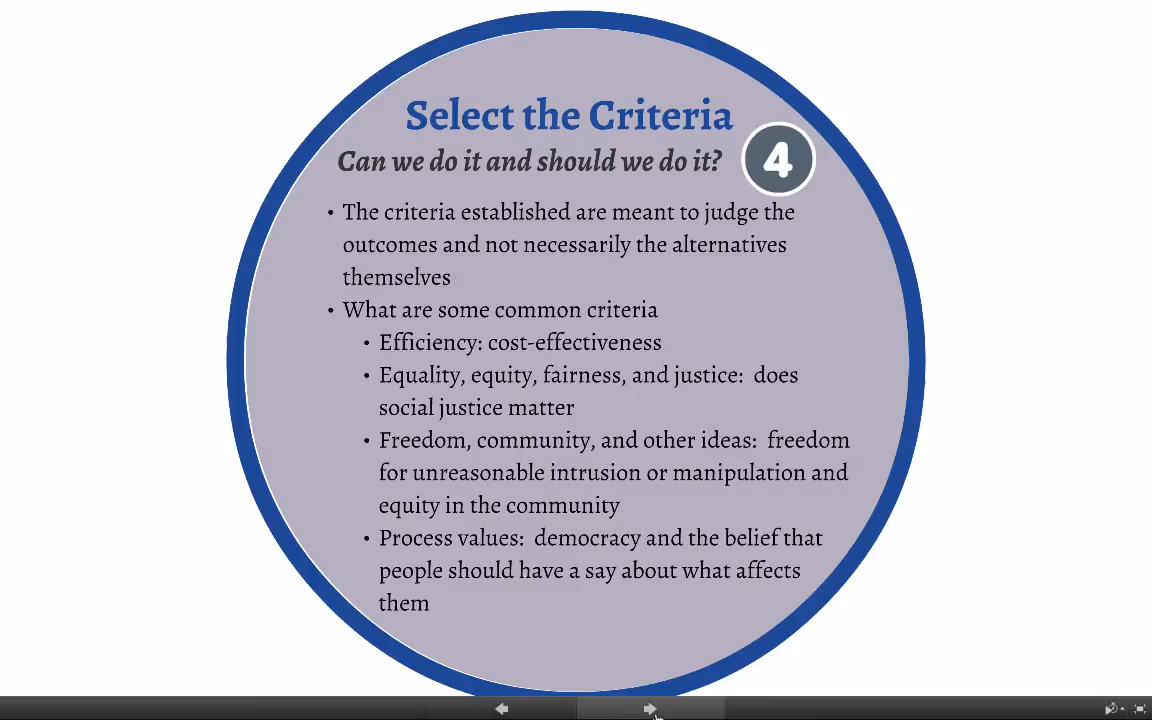 Select the Criteria
Can we do it and should we do it?
4
• The criteria established are meant to judge the
outcomes and not necessarily the alternatives
themselves
• What are some common criteria
• Efficiency: cost-effectiveness
• Equality, equity, fairness, and justice:  does
social justice matter
• Freedom, community, and other ideas:  freedom
for unreasonable intrusion or manipulation and
equity in the community
• Process values:  democracy and the belief that
people should have a say about what affects
them